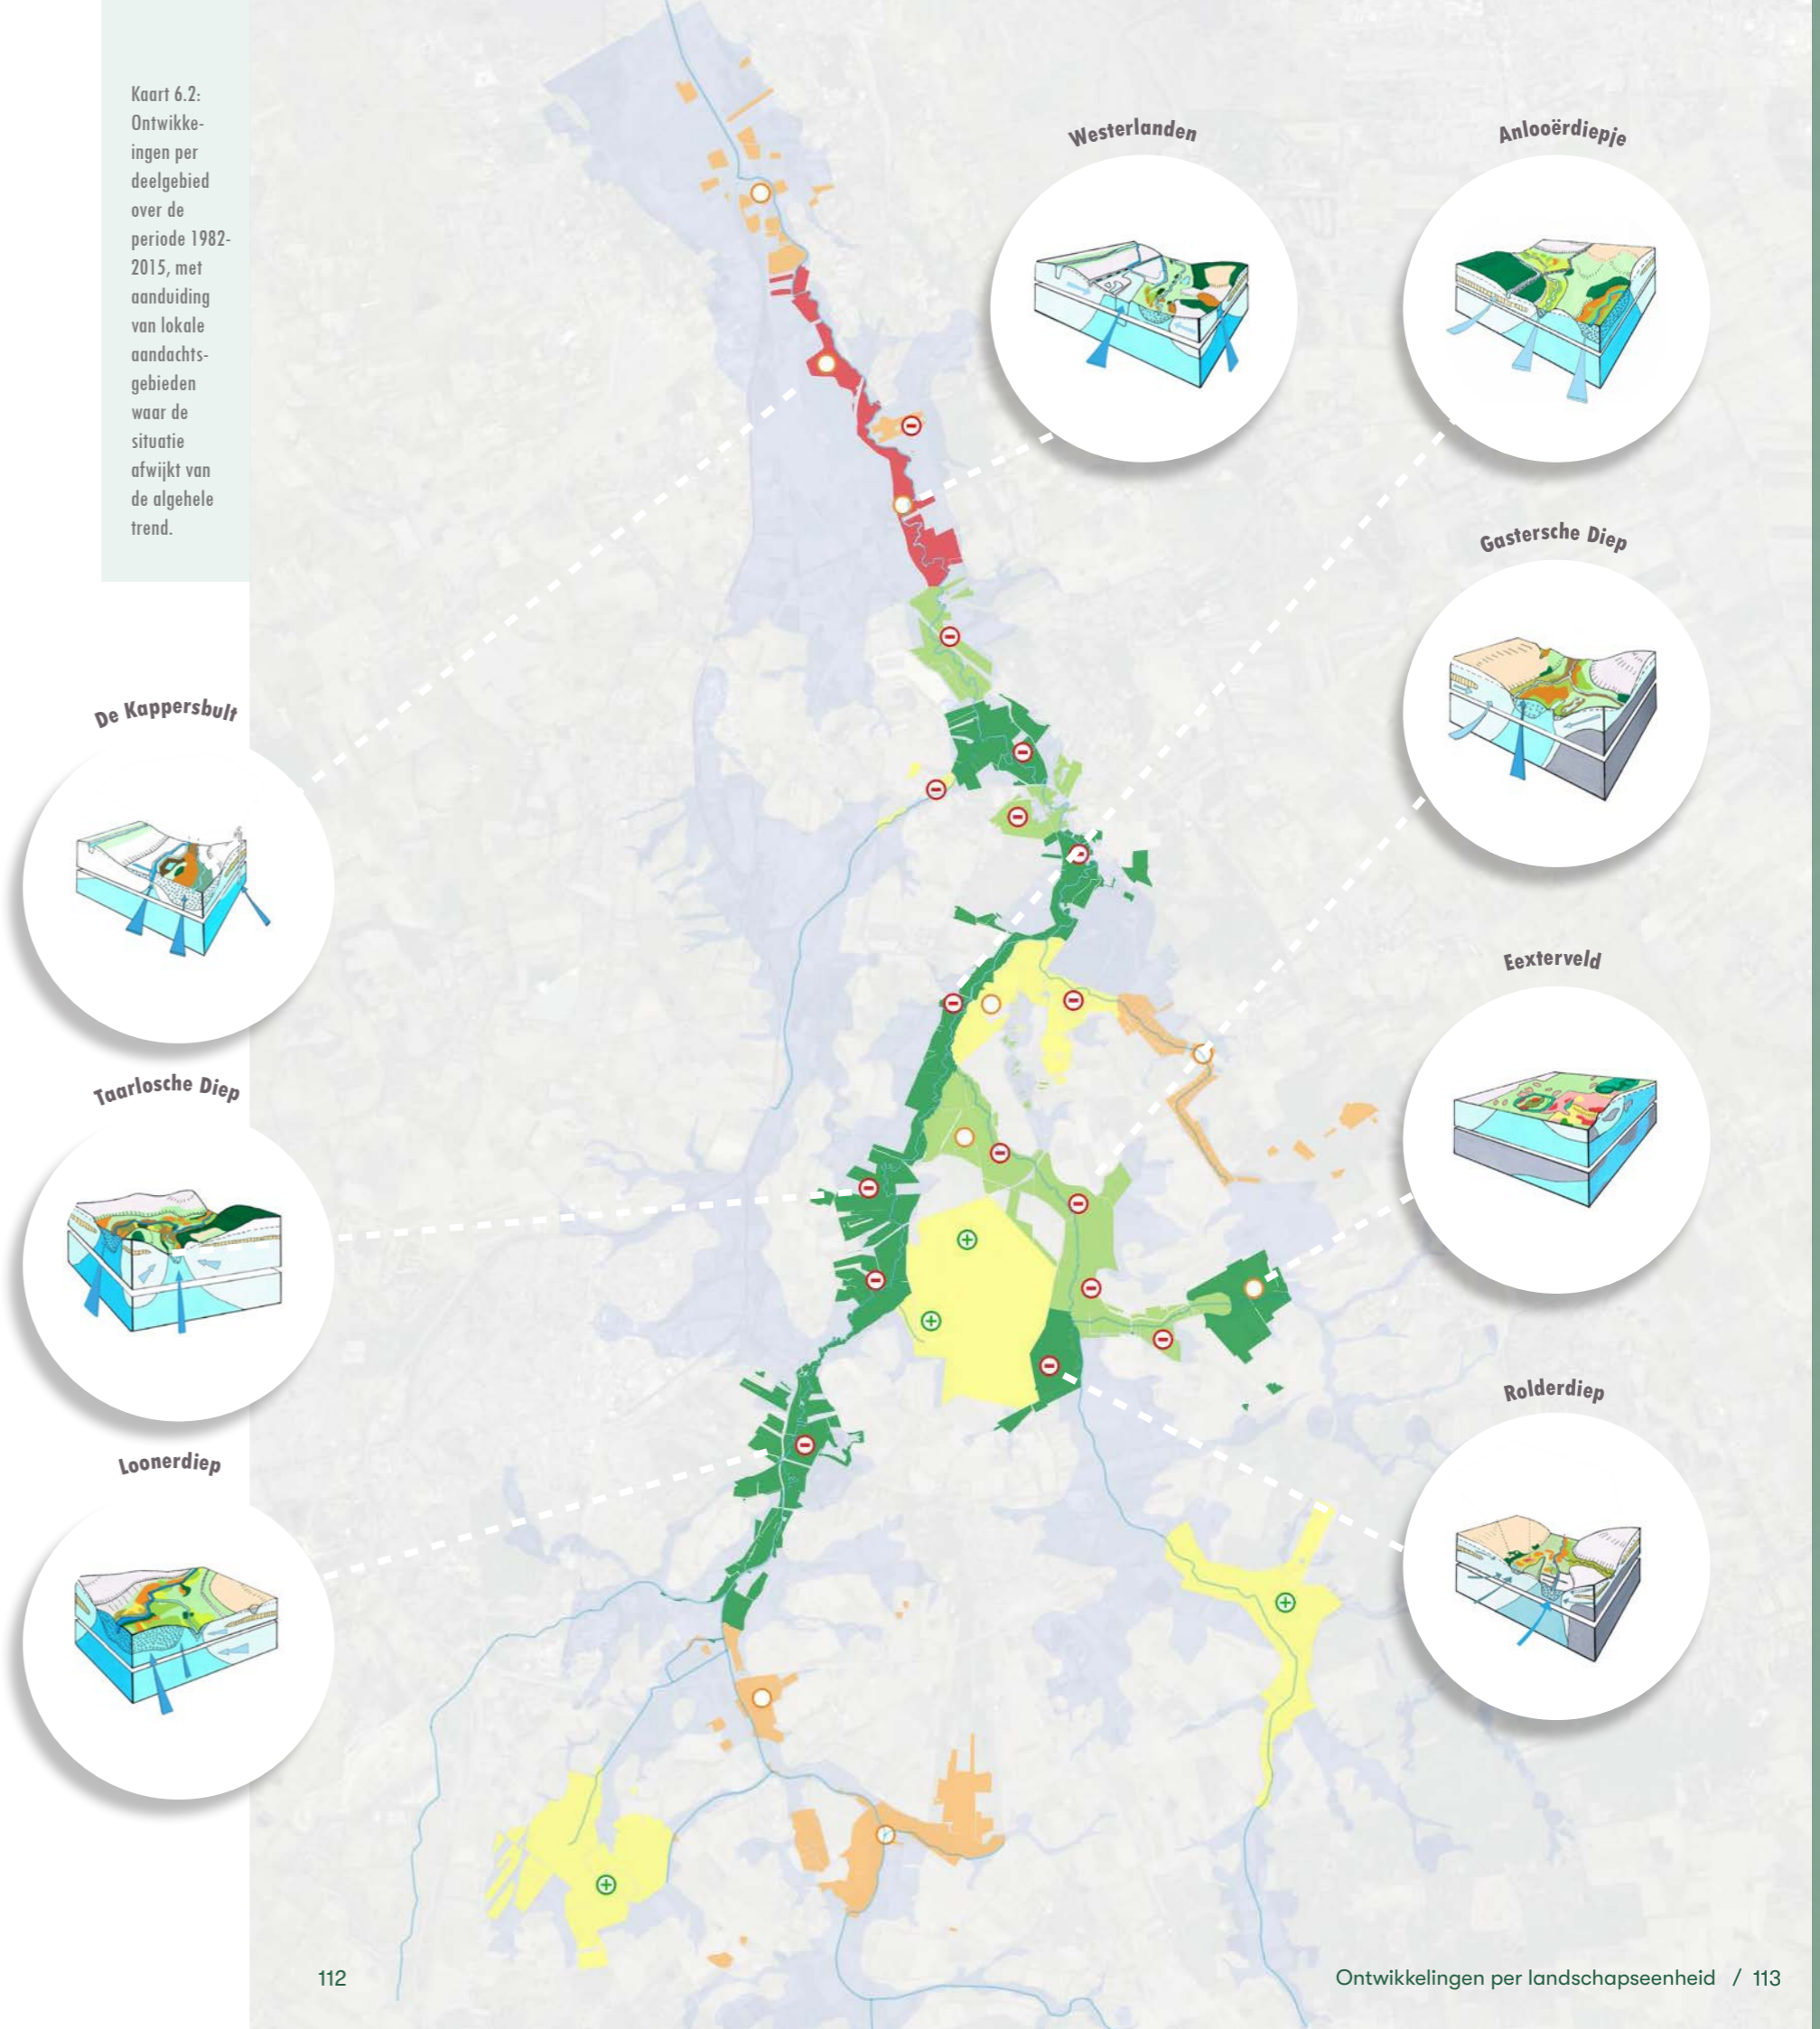 Kaart 6.2:
Ontwikke-
ingen per
deelgebied
over de
periode 1982-
2015, met
aanduiding
van lokale
aandachts-
gebieden
waar de
situatie
afwijkt van
de algehele
trend.
Westerlanden
Anlooërdiepje
Gastersche Diep
De Kappersbult
Eexterveld
Taarlosche Diep
Rolderdiep
Loonerdiep
112
Ontwikkelingen per landschapseenheid / 113